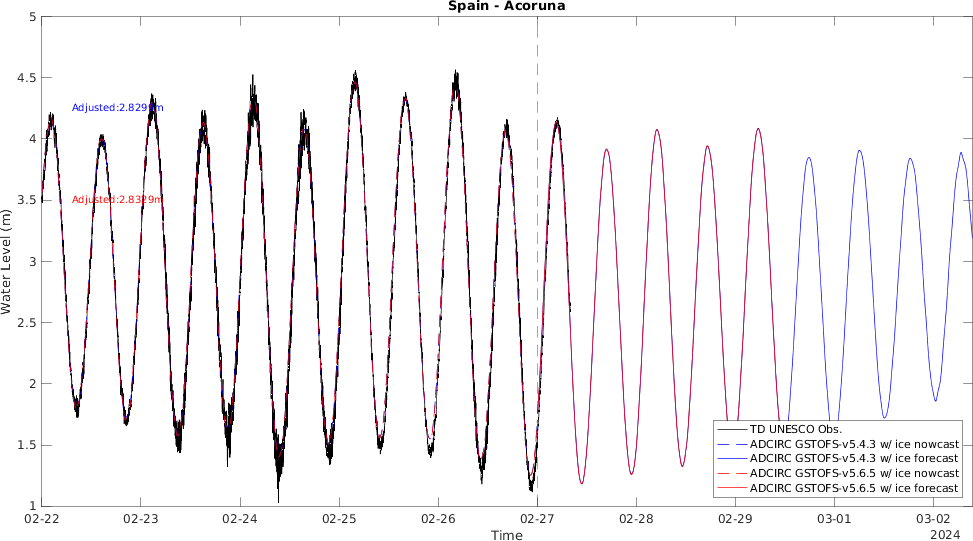 Spain - Acoruna
5
4.5
4
3.5
3
2.5
2
1.5
1
Water Level (m)
Adjusted:2.8299m
Adjusted:2.8329m
TD UNESCO Obs.
ADCIRC GSTOFS-v5.4.3 w/ ice nowcast
ADCIRC GSTOFS-v5.4.3 w/ ice forecast
ADCIRC GSTOFS-v5.6.5 w/ ice nowcast
ADCIRC GSTOFS-v5.6.5 w/ ice forecast
02-22 02-23 02-24 02-25 02-26 02-27 02-28 02-29 03-01 03-02
Time
2024